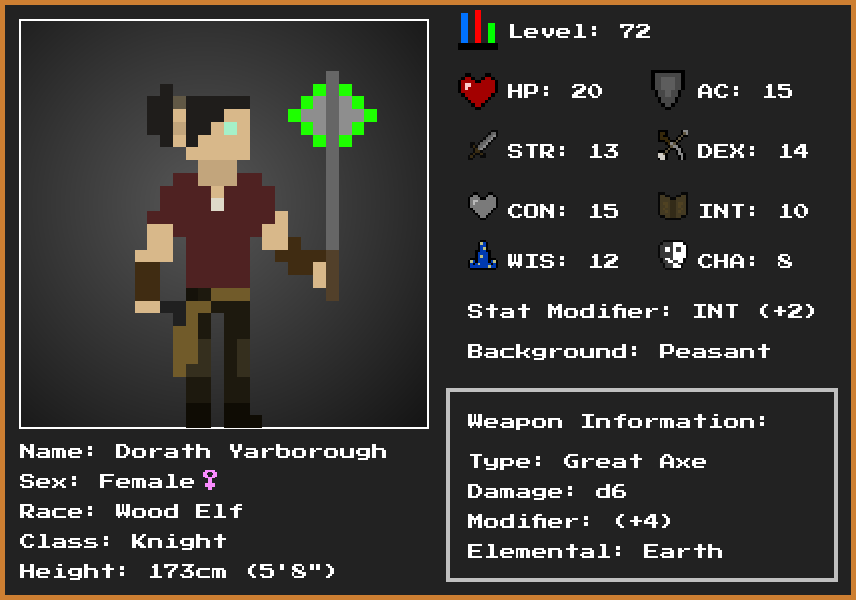 Level: 72
HP: 20
AC: 15
STR: 13
DEX: 14
CON: 15
INT: 10
WIS: 12
CHA: 8
Stat Modifier: INT (+2)
Background: Peasant
Weapon Information:
Type: Great Axe
Damage: d6
Modifier: (+4)
Elemental: Earth
Name: Dorath Yarborough
Sex: Female♀
Race: Wood Elf
Class: Knight
Height: 173cm (5'8")